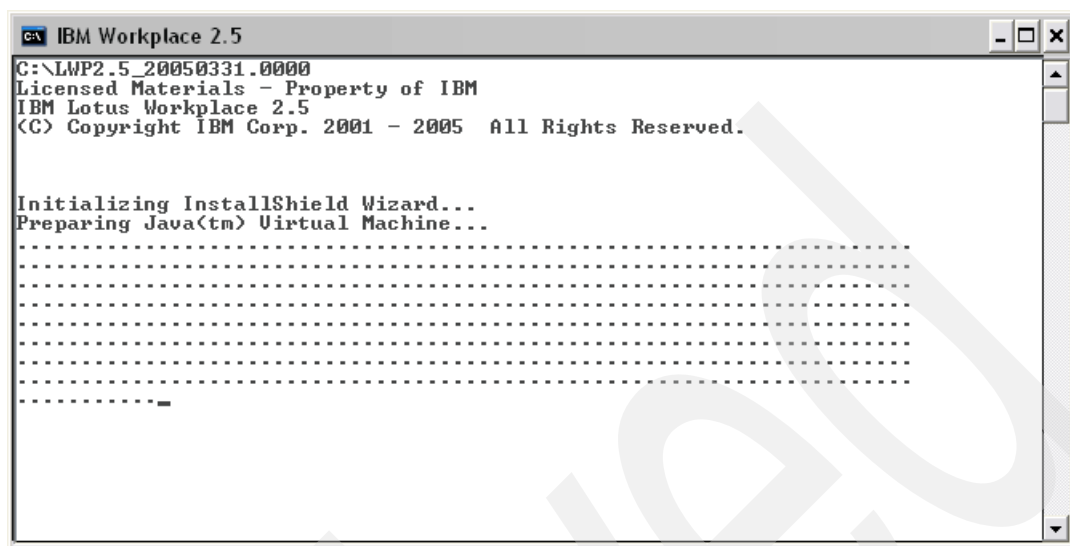 IBM Workplace 2.5
C:\LWP2.5_20050331.0000
Licensed Materials - Property of IBM
IBM Lotus Workplace 2.5
(C) Copyright IBM Corp. 2001 - 2005  All Rights Reserved.
Initializing InstallShield Wizard...
Preparing Java(tm) Virtual Machine...
......................................................................
......................................................................
......................................................................
......................................................................
......................................................................
......................................................................
......................................................................
......................................................................
..........._